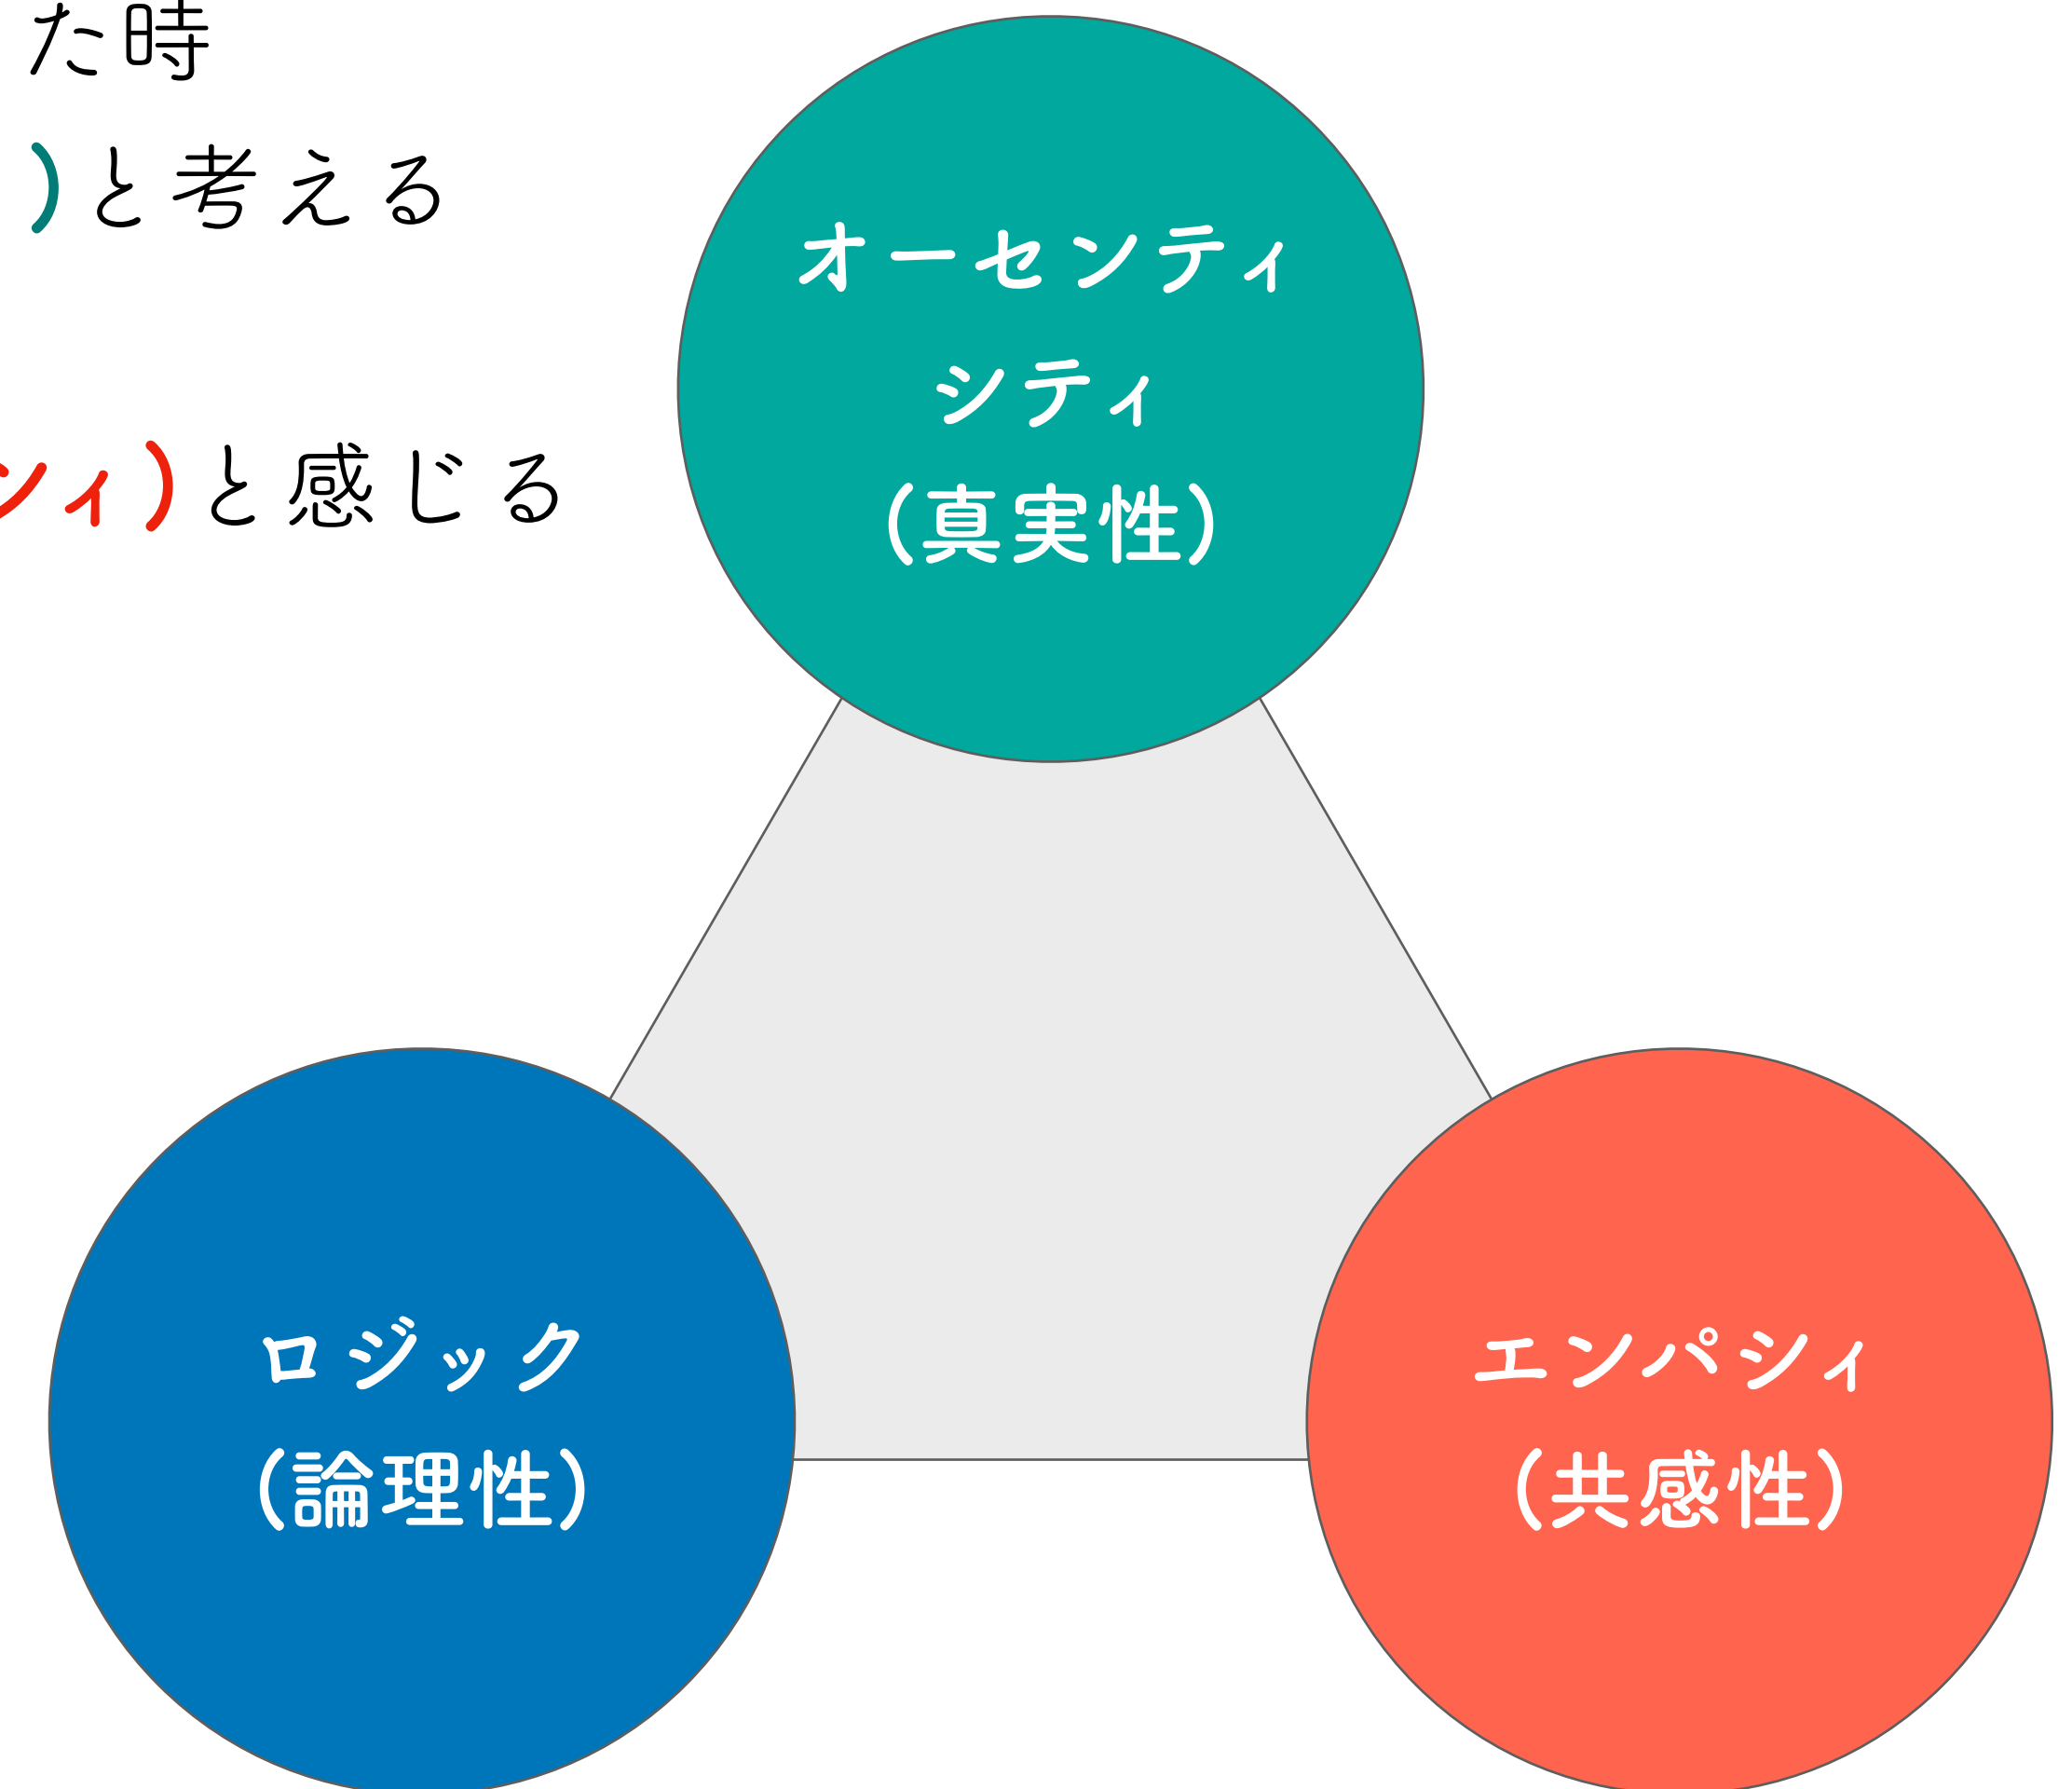 た時
）と考える
ィ）と感じる
オーセンティ
シティ
（真実性）
ロジック
（論理性）
エンパシィ
（共感性）